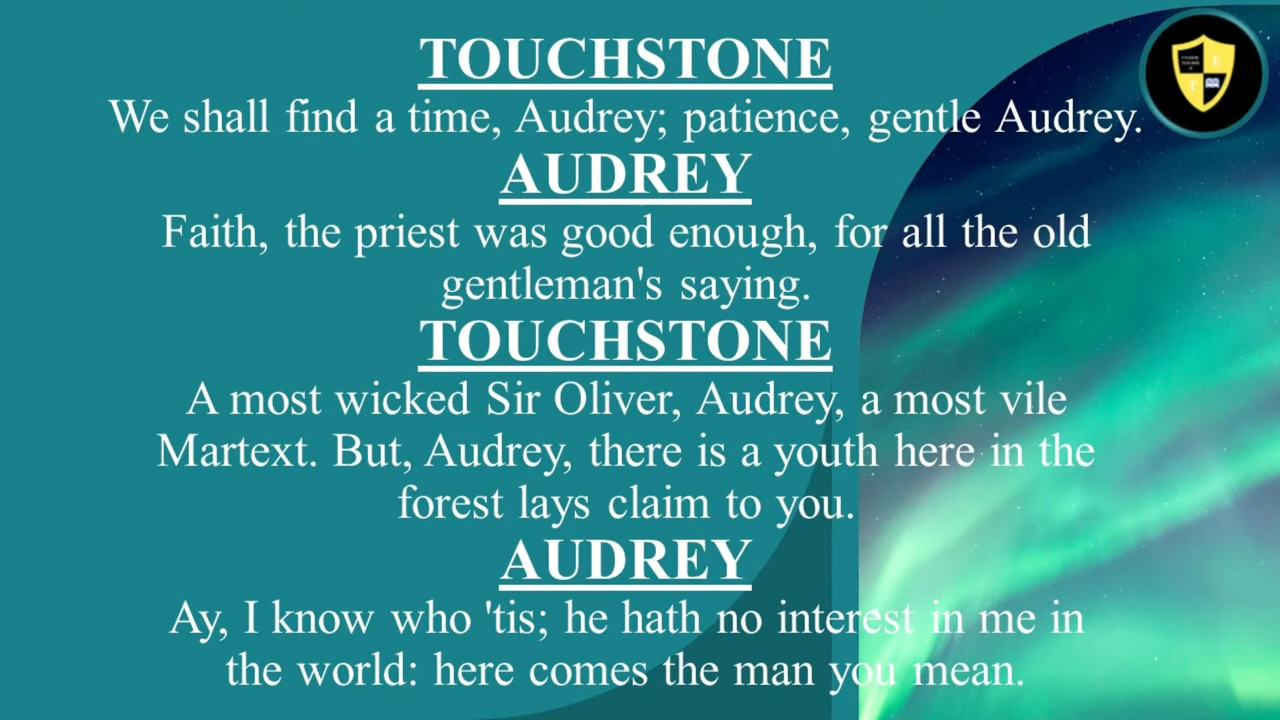 TOUCHSTONE
We shall find a time, Audrey; patience, gentle Audrey.
AUDREY
Faith, the priest was good enough, for all the old
gentleman's saying.
TOUCHSTONE
A most wicked Sir Oliver, Audrey, a most vile
Martext. But, Audrey, there is a youth here in the
forest lays claim to you.
AUDREY
Ay, I know who 'tis; he hath no interest in me in
the world: here comes the man you mean.